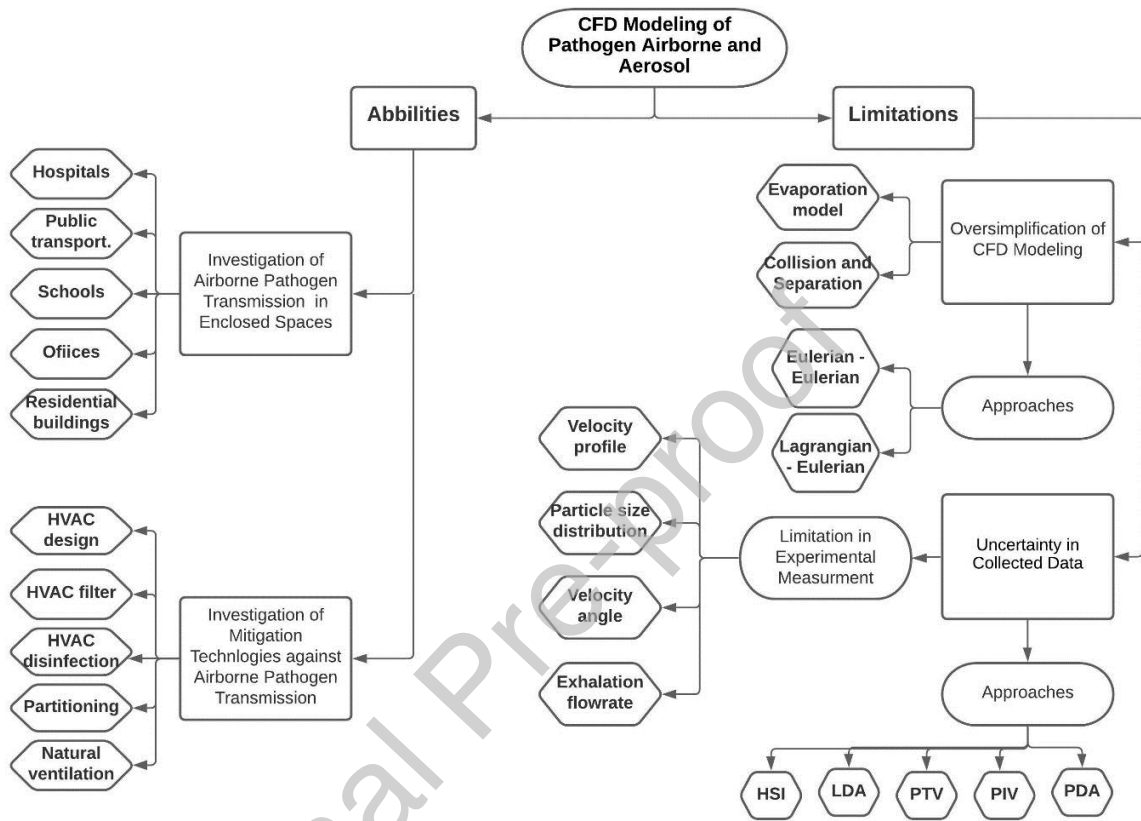 CFD Modeling of
Pathogen Airborne and
Aerosol
Abbilities
Limitations
Hospitals
Public
transport.
Schools
Ofiices
Residential
buildings
Investigation of
Airborne Pathogen
Transmission in
Enclosed Spaces
HVAC
design
HVAC filter
HVAC
disinfection
Partitioning
Natural
ventilation
Investigation of
Mitigation
Technlogies against
Airborne Pathogen
Transmission
Evaporation
model
Collision and
Separation
Oversimplification of
CFD Modeling
Eulerian -
Eulerian
Lagrangian
- Eulerian
Approaches
Velocity
profile
Particle size
distribution
Velocity
angle
Exhalation
flowrate
Limitation in
Experimental
Measurment
Uncertainty in
Collected Data
Approaches
HSI
LDA
PTV
PIV
PDA
nal Pre-proof